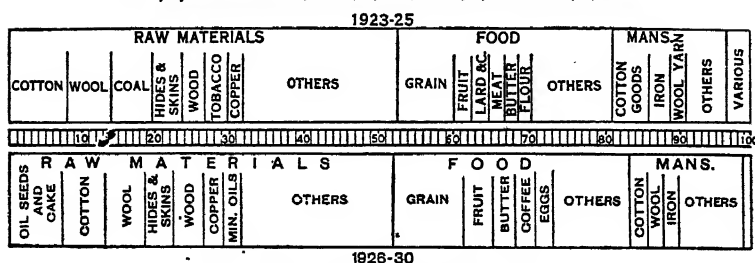 1923-25
RAW MATERIALS FOOD MANS.
COTTON WOOL COAL HIDES & SKINS WOOD TOBACCO COPPER OTHERS GRAIN FRUIT LARD &C. MEAT BUTTER FLOUR OTHERS COTTON GOODS IRON WOOL YARN OTHERS VARIOUS
10 20 30 40 50 60 70 80 90 100
RAW MATERIALS FOOD MANS.
OIL SEEDS AND CAKE COTTON WOOL HIDES & SKINS WOOD COPPER MIN. OILS OTHERS GRAIN FRUIT BUTTER COFFEE EGGS OTHERS COTTON WOOL IRON OTHERS
1926-30